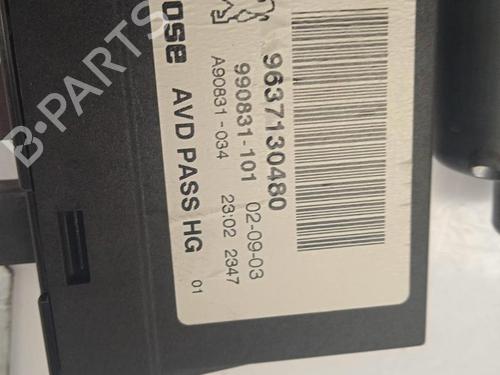 9637130480
990831-101 02-09-03
A90831-034 23:02 2347
ose AVD PASS HG 01
B-PARTS